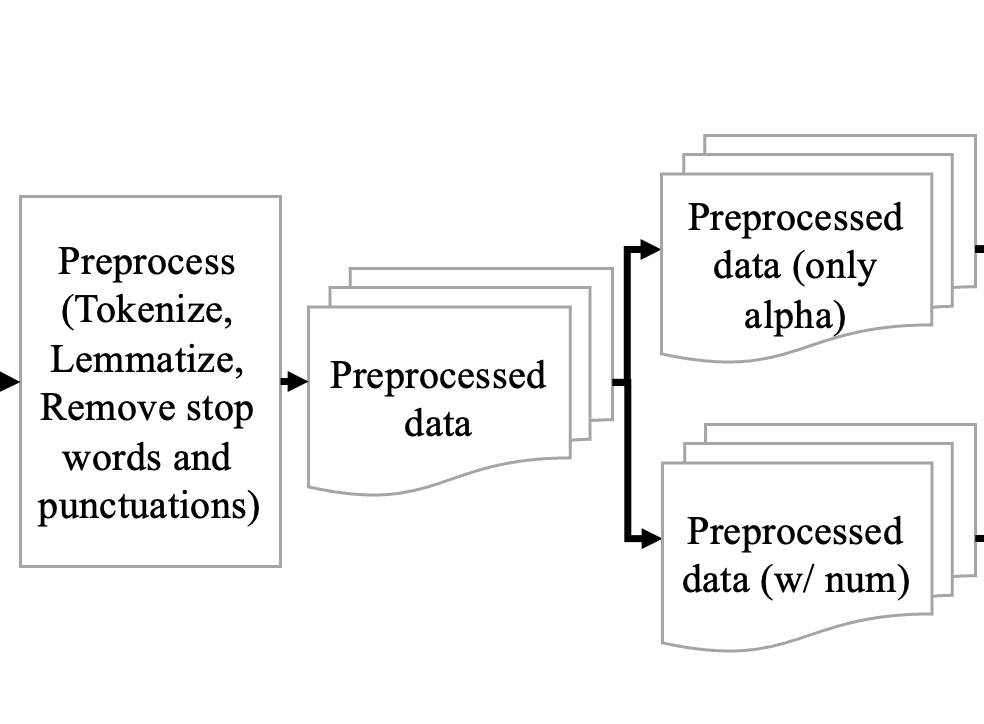 Preprocess
(Tokenize,
Lemmatize,
Remove stop
words and
punctuations)
Preprocessed
data
Preprocessed
data (only
alpha)
Preprocessed
data (w/ num)